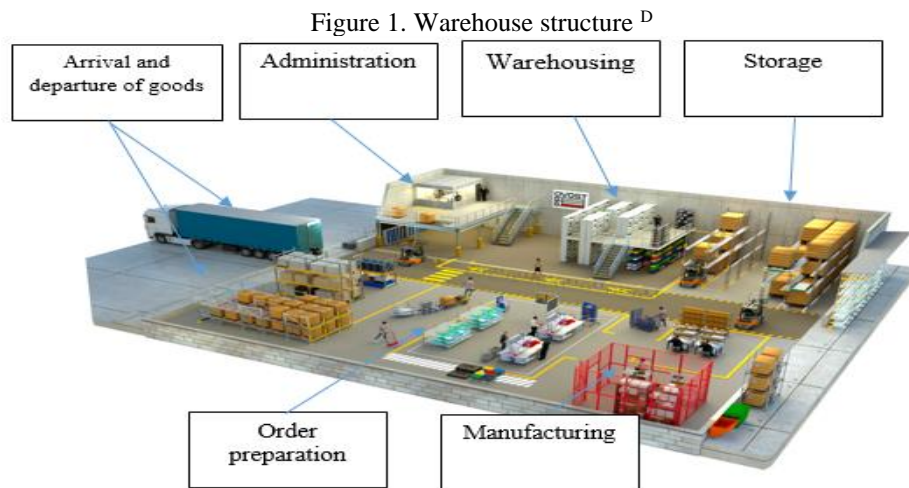 Figure 1. Warehouse structure D
Arrival and
departure of goods
Administration
Warehousing
Storage
Order
preparation
Manufacturing